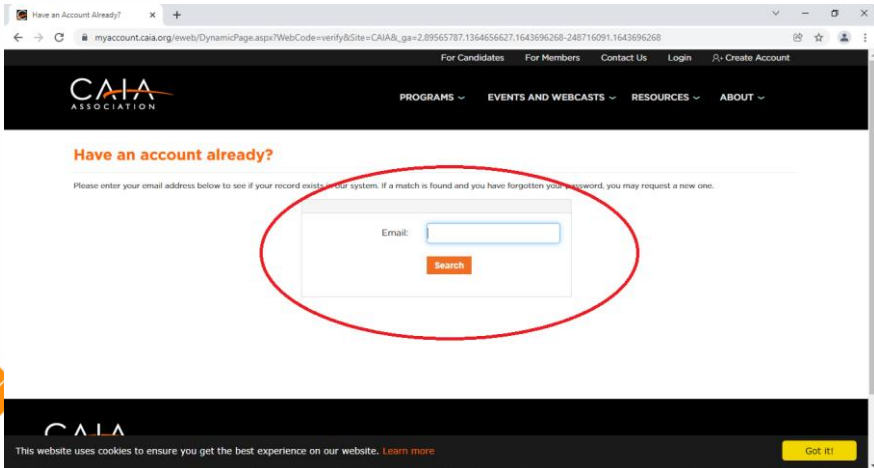 Have an Account Already?
myaccount.caia.org/eweb/DynamicPage.aspx?WebCode=verify&Site=CAIA&_ga=2.89565787.1364656627.1643696268-248716091.1643696268
For Candidates For Members Contact Us Login Create Account
CAIA
ASSOCIATION
PROGRAMS EVENTS AND WEBCASTS RESOURCES ABOUT
Have an account already?
Please enter your email address below to see if your record exists in our system. If a match is found and you have forgotten your password, you may request a new one.
Email:
Search
CAIA
This website uses cookies to ensure you get the best experience on our website. Learn more
Got it!